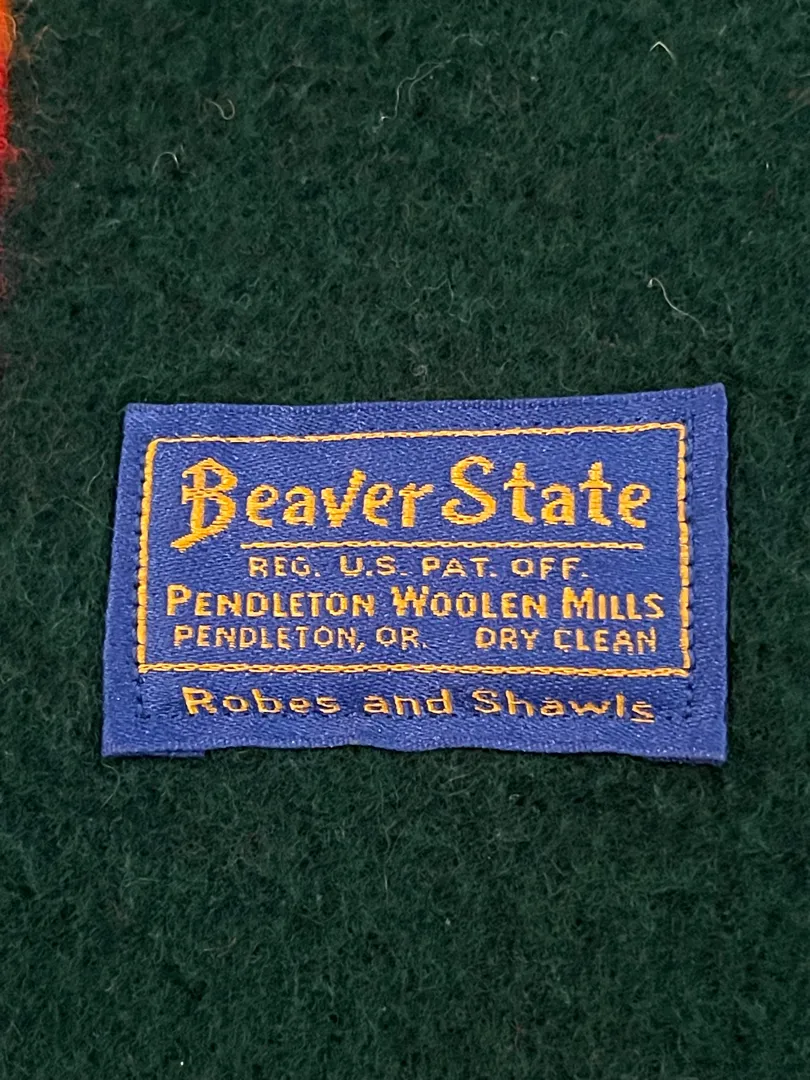 Beaver State
REG. U.S. PAT. OFF.
PENDLETON WOOLEN MILLS
PENDLETON, OR. DRY CLEAN
Robes and Shawls